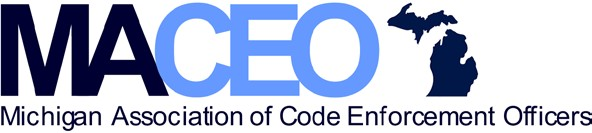 MACEO
Michigan Association of Code Enforcement Officers